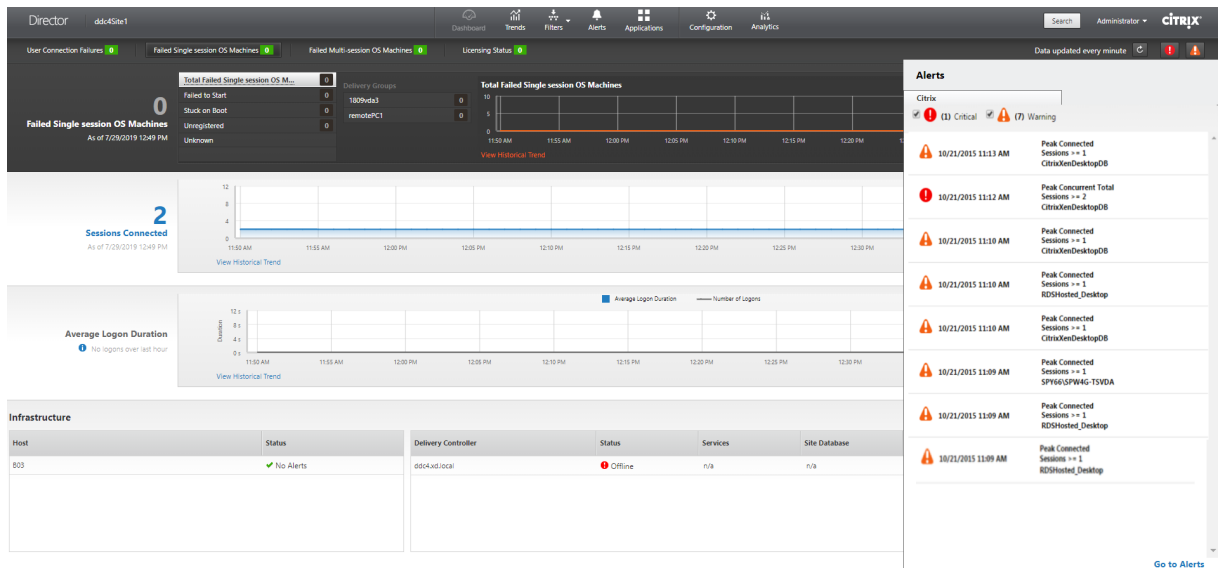 Director ddc4Site1 Dashboard Trends Filters Alerts Applications Configuration Analytics Search Administrator CITRIX
User Connection Failures 0 Failed Single session OS Machines 0 Failed Multi-session OS Machines 0 Licensing Status 0 Data updated every minute
0
Failed Single session OS Machines
As of 7/29/2019 12:49 PM
Total Failed Single session OS M... 0
Failed to Start 0
Stuck on Boot 0
Unregistered 0
Unknown
Delivery Groups
1809vda3 0
remotePC1 0
Total Failed Single session OS Machines
10
5
0
11:50 AM 11:55 AM 12:00 PM 12:05 PM 12:10 PM 12:15 PM 12:20 PM
View Historical Trend
2
Sessions Connected
As of 7/29/2019 12:49 PM
12
8
4
0
11:50 AM 11:55 AM 12:00 PM 12:05 PM 12:10 PM 12:15 PM 12:20 PM 12:25 PM 12:30 PM
View Historical Trend
Average Logon Duration
No logons over last hour
Average Logon Duration Number of Logons
Duration
12 s
8 s
4 s
0 s
11:50 AM 11:55 AM 12:00 PM 12:05 PM 12:10 PM 12:15 PM 12:20 PM 12:25 PM 12:30 PM
View Historical Trend
Infrastructure
Host Status Delivery Controller Status Services Site Database
B03 No Alerts ddc4.xd.local Offline n/a n/a
Alerts
Citrix
(1) Critical (7) Warning
10/21/2015 11:13 AM
Peak Connected
Sessions >= 1
CitrixXenDesktopDB
10/21/2015 11:12 AM
Peak Concurrent Total
Sessions >= 2
CitrixXenDesktopDB
10/21/2015 11:10 AM
Peak Connected
Sessions >= 1
CitrixXenDesktopDB
10/21/2015 11:10 AM
Peak Connected
Sessions >= 1
RDSHosted_Desktop
10/21/2015 11:10 AM
Peak Connected
Sessions >= 1
CitrixXenDesktopDB
10/21/2015 11:09 AM
Peak Connected
Sessions >= 1
SPY66\SPW4G-TSVDA
10/21/2015 11:09 AM
Peak Connected
Sessions >= 1
RDSHosted_Desktop
10/21/2015 11:09 AM
Peak Connected
Sessions >= 1
RDSHosted_Desktop
Go to Alerts